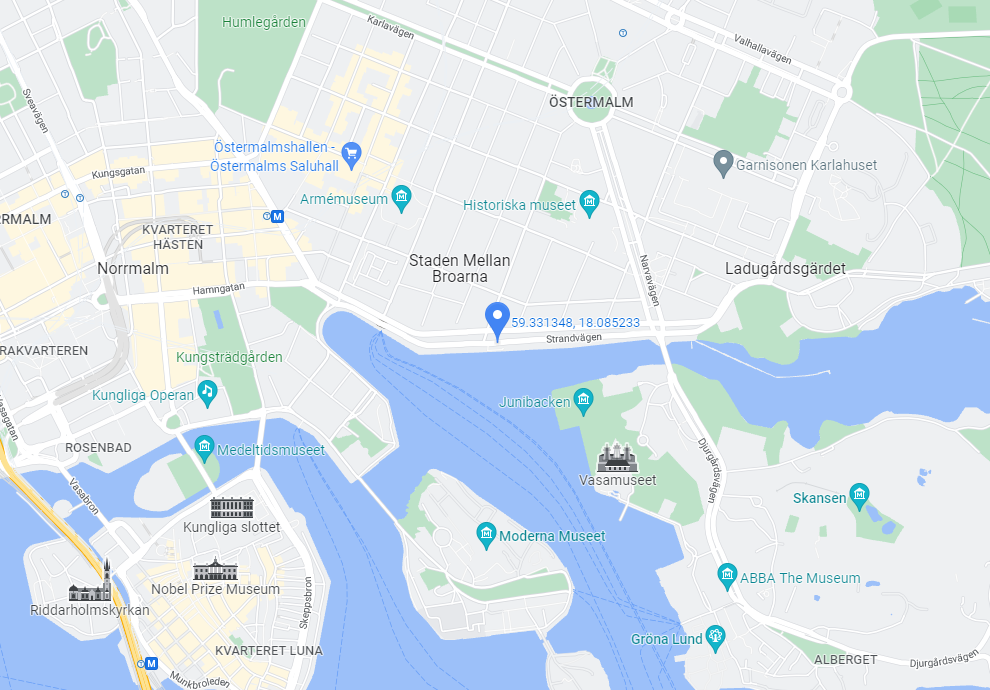 Humlegården
Karlavägen
Valhallavägen
Sveavägen
ÖSTERMALM
Östermalmshallen -
Östermalms Saluhall
Garnisonen Karlahuset
Kungsgatan
Armémuseum
Historiska museet
RMALM
M
KVARTERET
HÄSTEN
Staden Mellan
Broarna
Norrmalm
Ladugårdsgärdet
Narvavägen
Hamngatan
59.331348, 18.085233
Strandvägen
RAKVARTEREN
Kungsträdgården
Kungliga Operan
Junibacken
Vasagatan
ROSENBAD
Medeltidsmuseet
Djurgårdsvägen
Vasamuseet
Vasabron
Skansen
Kungliga slottet
Moderna Museet
Nobel Prize Museum
ABBA The Museum
Riddarholmskyrkan
Skeppsbron
Gröna Lund
KVARTERET LUNA
ALBERGET
Djurgårdsvägen
M
Munkbroleden